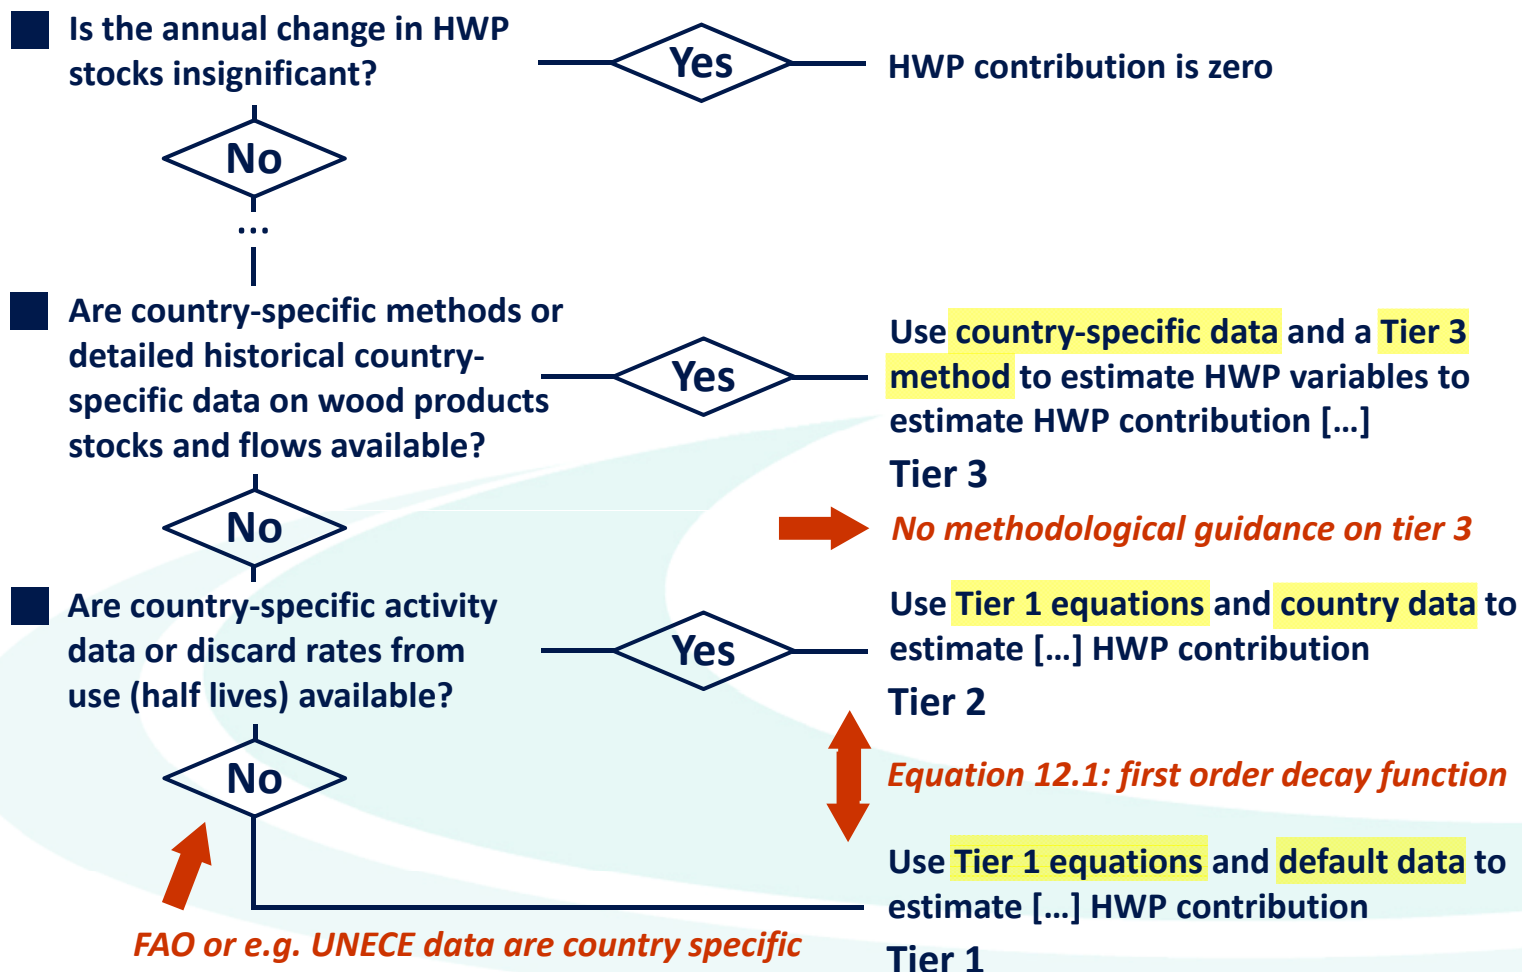 Is the annual change in HWP
stocks insignificant?
Yes
HWP contribution is zero
No
...
Are country-specific methods or
detailed historical country-
specific data on wood products
stocks and flows available?
Yes
Use country-specific data and a Tier 3
method to estimate HWP variables to
estimate HWP contribution [...]
Tier 3
No methodological guidance on tier 3
No
Are country-specific activity
data or discard rates from
use (half lives) available?
Yes
Use Tier 1 equations and country data to
estimate [...] HWP contribution
Tier 2
Equation 12.1: first order decay function
No
Use Tier 1 equations and default data to
estimate [...] HWP contribution
Tier 1
FAO or e.g. UNECE data are country specific